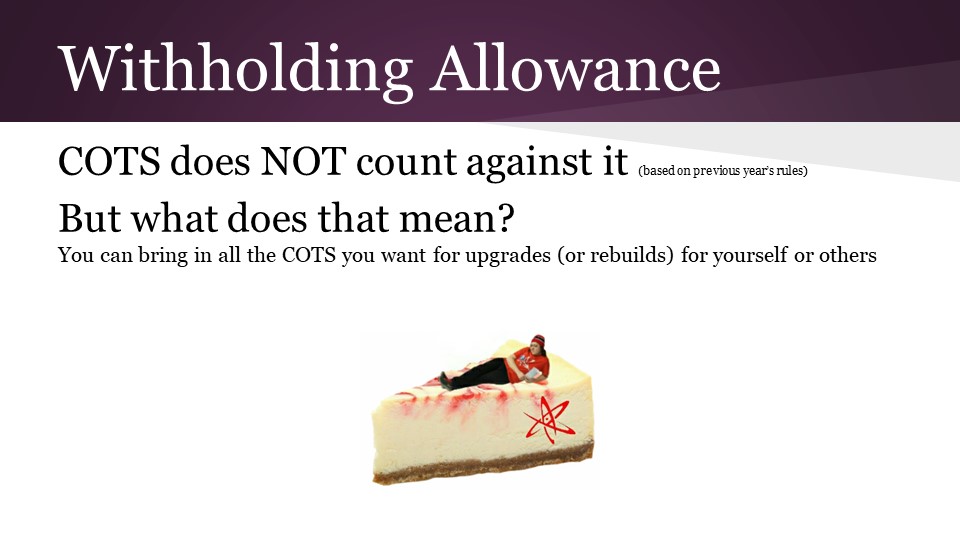 Withholding Allowance
COTS does NOT count against it (based on previous year's rules)
But what does that mean?
You can bring in all the COTS you want for upgrades (or rebuilds) for yourself or others